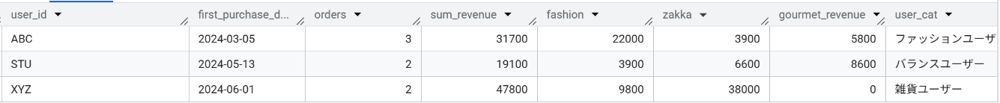 user_id first_purchase_d... orders sum_revenue fashion zakka gourmet_revenue user_cat
ABC 2024-03-05 3 31700 22000 3900 5800 ファッションユーザ
STU 2024-05-13 2 19100 3900 6600 8600 バランスユーザー
XYZ 2024-06-01 2 47800 9800 38000 0 雑貨ユーザー